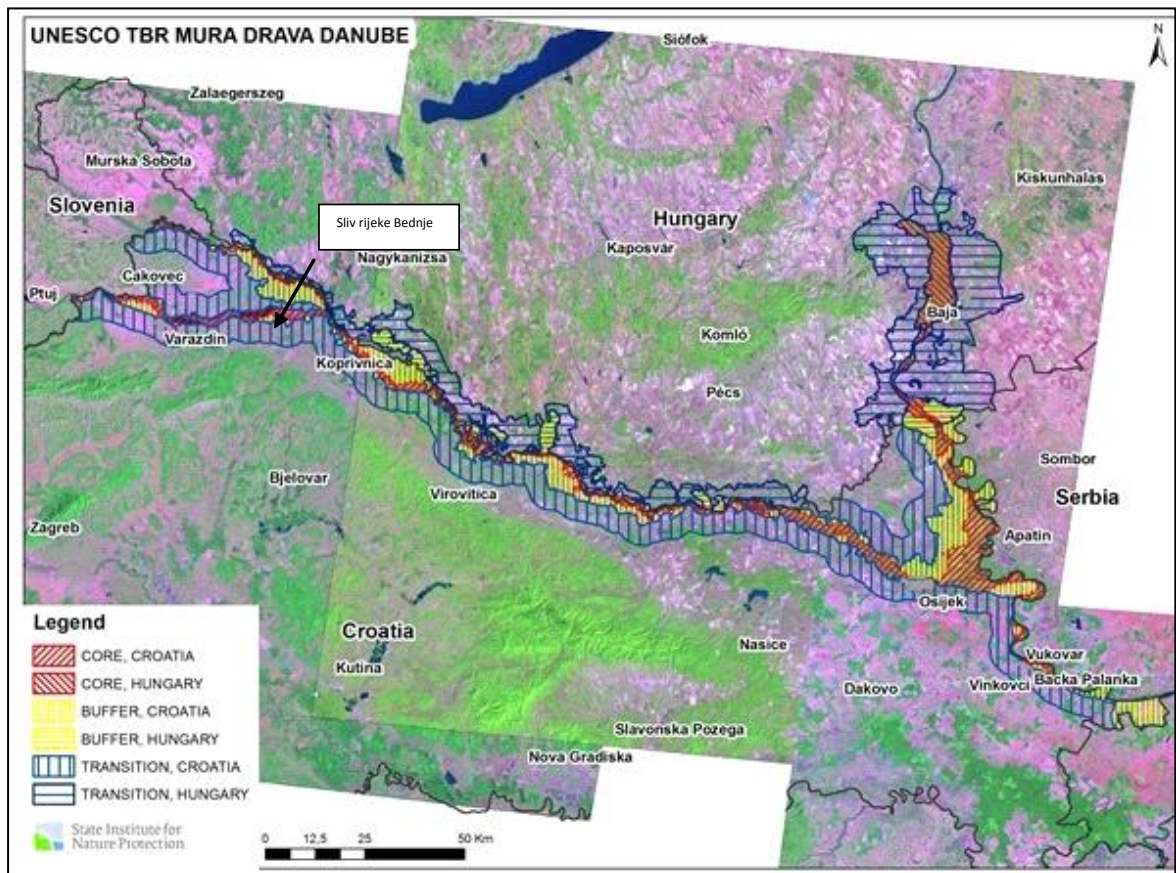 UNESCO TBR MURA DRAVA DANUBE
N
Siófok
Zalaegerszeg
Murska Sobota
Kiskunhalas
Slovenia
Sliv rijeke Bednje
Hungary
Kaposvár
Nagykanizsa
Cakovec
Ptuj
Baja
Varazdin
Komló
Koprivnica
Pécs
Sombor
Bjelovar
Virovitica
Serbia
Zagreb
Apatin
Osijek
Legend
Croatia
Nasice
Vukovar
CORE, CROATIA
Kutina
Backa Palanka
Vinkovci
Dakovo
CORE, HUNGARY
BUFFER, CROATIA
Slavonska Pozega
BUFFER, HUNGARY
Nova Gradiska
TRANSITION, CROATIA
TRANSITION, HUNGARY
State Institute for
Nature Protection
0 12,5 25 50 Km